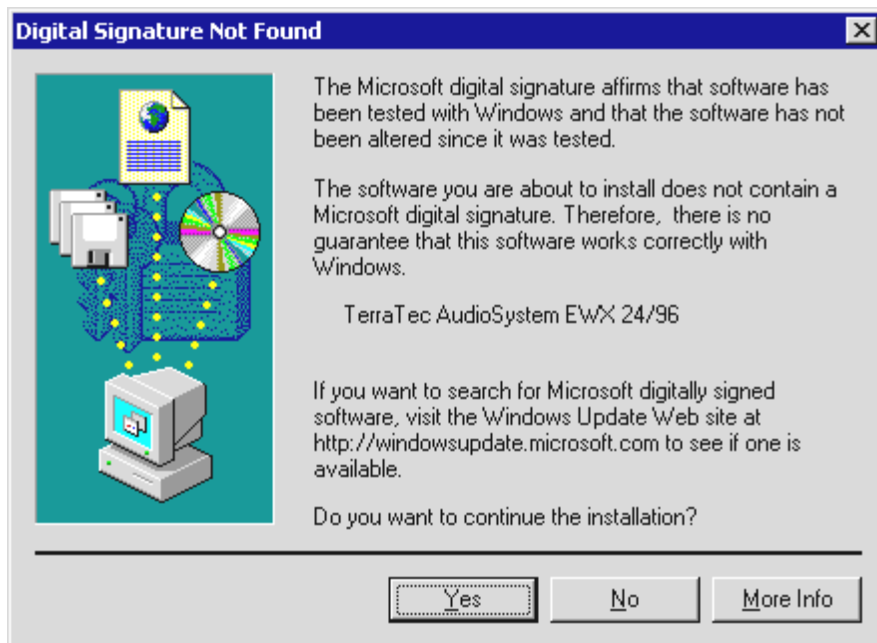 Digital Signature Not Found
The Microsoft digital signature affirms that software has
been tested with Windows and that the software has not
been altered since it was tested.
The software you are about to install does not contain a
Microsoft digital signature. Therefore,  there is no
guarantee that this software works correctly with
Windows.
TerraTec AudioSystem EWX 24/96
If you want to search for Microsoft digitally signed
software, visit the Windows Update Web site at
http://windowsupdate.microsoft.com to see if one is
available.
Do you want to continue the installation?
Yes No More Info